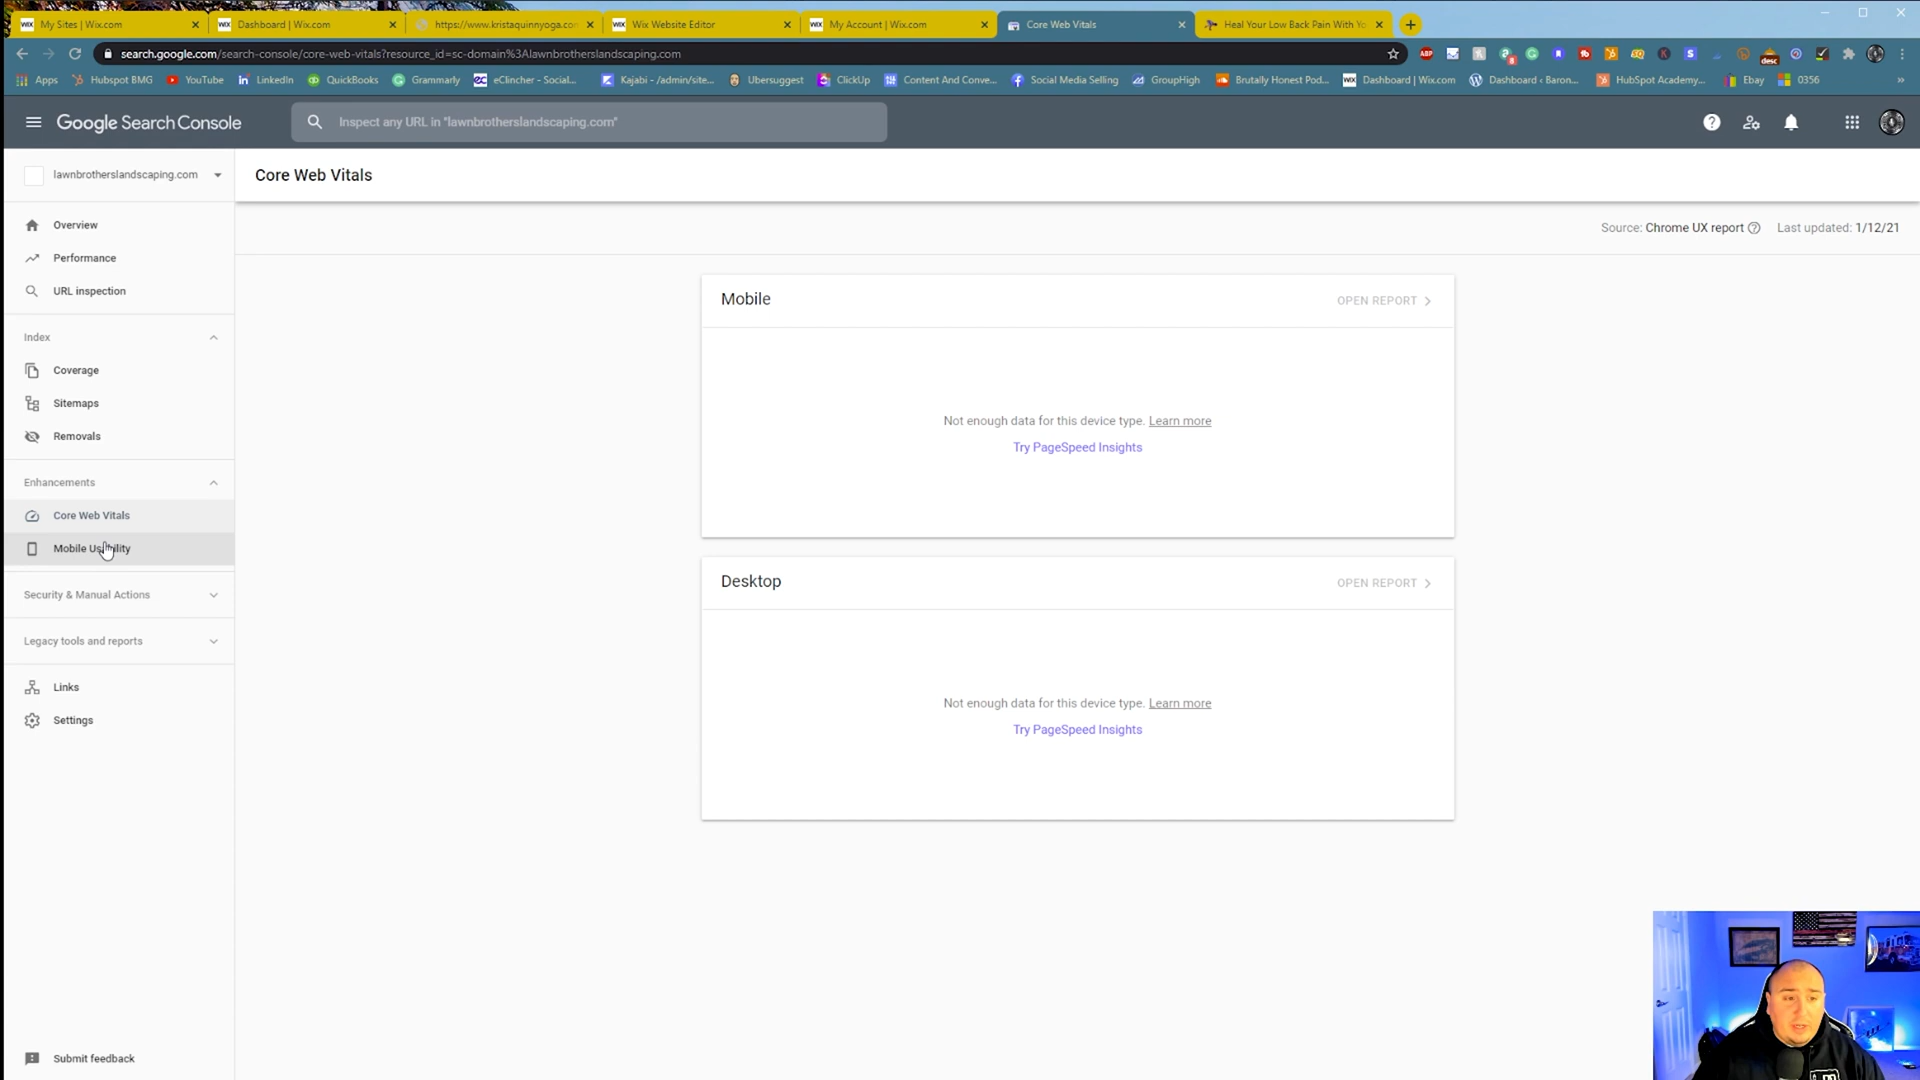 My Sites | Wix.com
Dashboard | Wix.com
https://www.kristaquinnyoga.con
Wix Website Editor
My Account | Wix.com
Core Web Vitals
Heal Your Low Back Pain With Yo
search.google.com/search-console/core-web-vitals?resource_id=sc-domain%3Alawnbrotherslandscaping.com
Apps
Hubspot BMG
YouTube
LinkedIn
QuickBooks
Grammarly
eClincher - Social...
Kajabi - /admin/site...
Ubersuggest
ClickUp
Content And Conve...
Social Media Selling
GroupHigh
Brutally Honest Pod...
Dashboard | Wix.com
Dashboard ‹ Baron...
HubSpot Academy...
Ebay
0356
Google Search Console
Inspect any URL in "lawnbrotherslandscaping.com"
lawnbrotherslandscaping.com
Core Web Vitals
Source: Chrome UX report
Last updated: 1/12/21
Overview
Performance
URL inspection
Index
Coverage
Sitemaps
Removals
Enhancements
Core Web Vitals
Mobile Usability
Security & Manual Actions
Legacy tools and reports
Links
Settings
Submit feedback
Mobile
OPEN REPORT
Not enough data for this device type. Learn more
Try PageSpeed Insights
Desktop
OPEN REPORT
Not enough data for this device type. Learn more
Try PageSpeed Insights